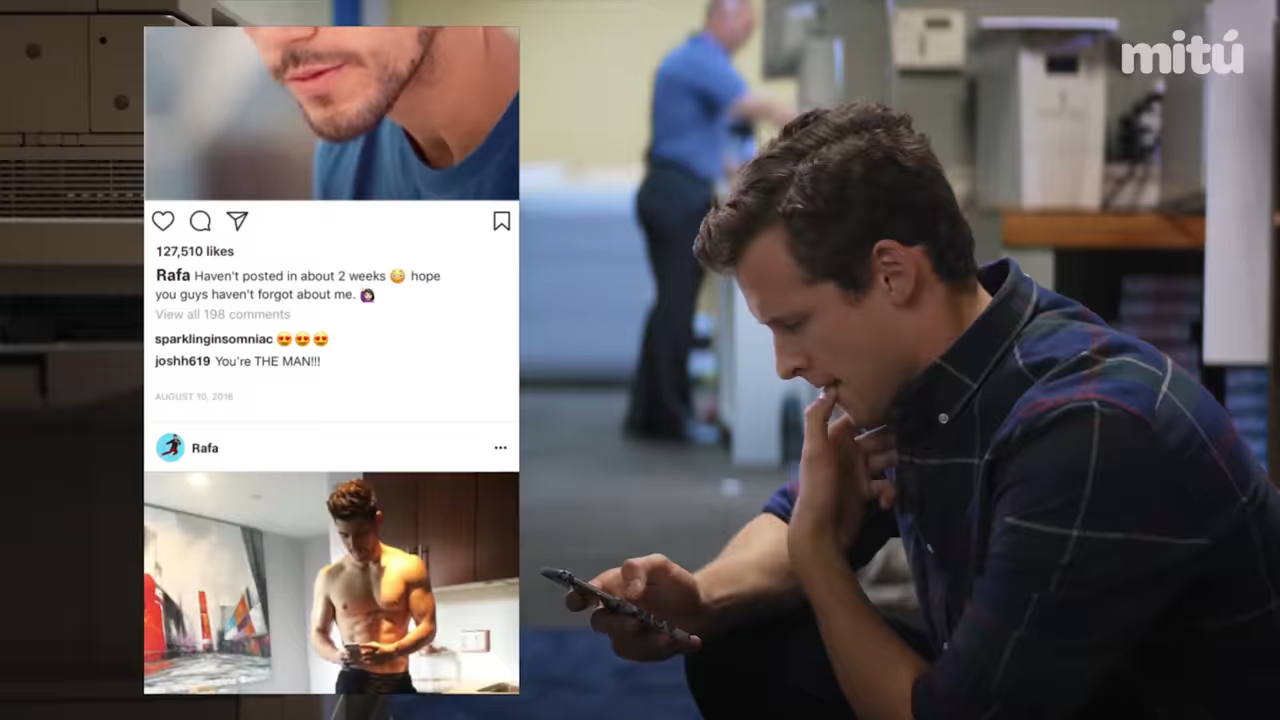 mitú
127,510 likes
Rafa Haven't posted in about 2 weeks 😳 hope
you guys haven't forgot about me. 🙋🏻‍♀️
View all 198 comments
sparklinginsomniac 😍😍😍
joshh619 You're THE MAN!!!
AUGUST 10, 2016
Rafa